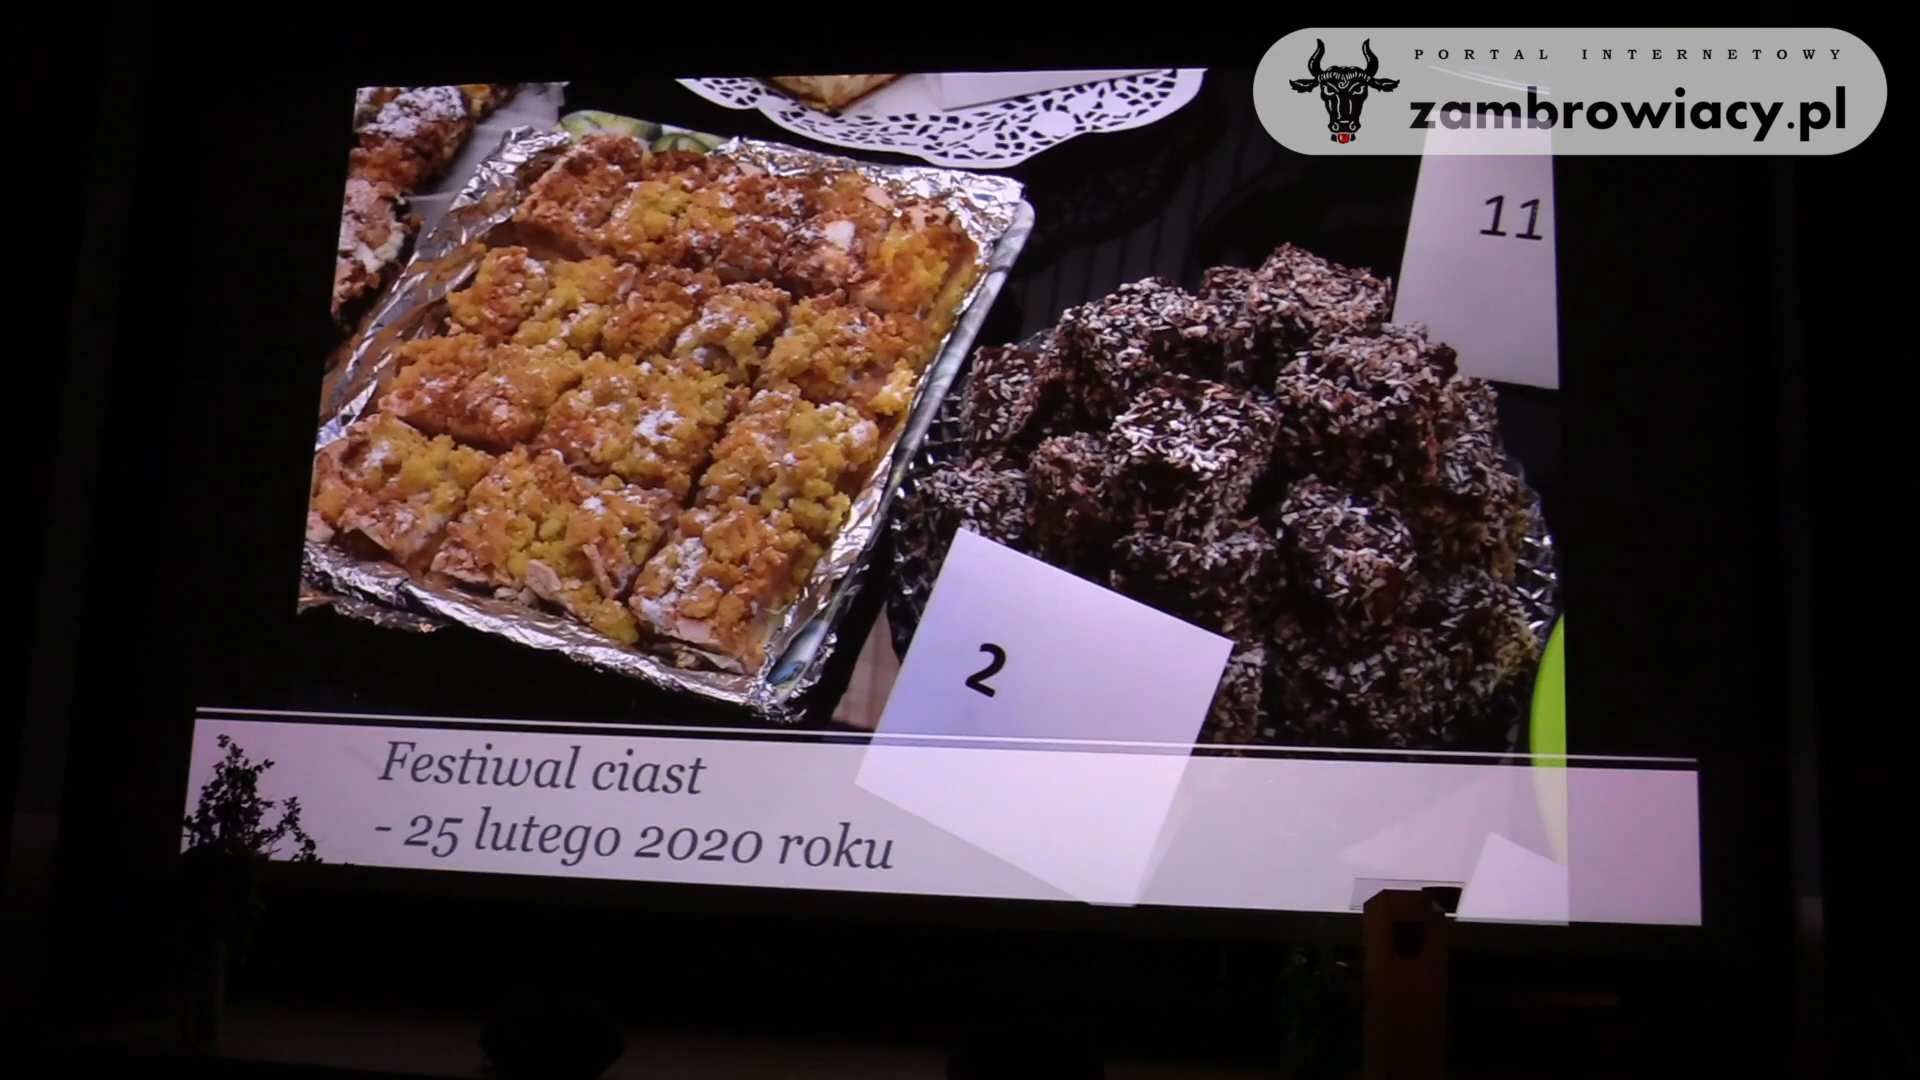 PORTAL INTERNETOWY
zambrowiacy.pl
11
2
Festiwal ciast
- 25 lutego 2020 roku